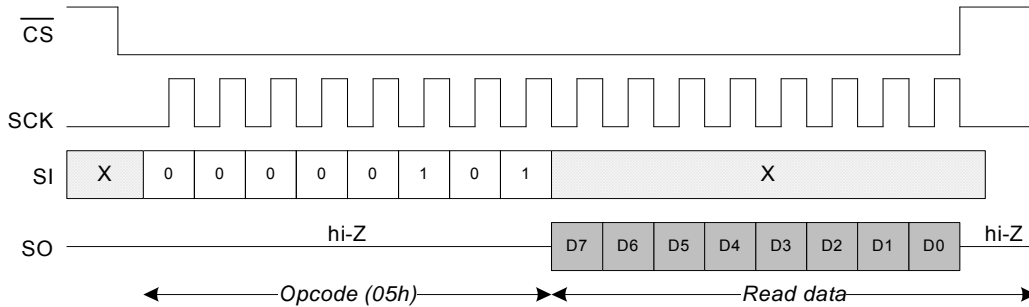 CS
SCK
SI X 0 0 0 0 0 1 0 1 X
SO hi-Z D7 D6 D5 D4 D3 D2 D1 D0 hi-Z
Opcode (05h) Read data